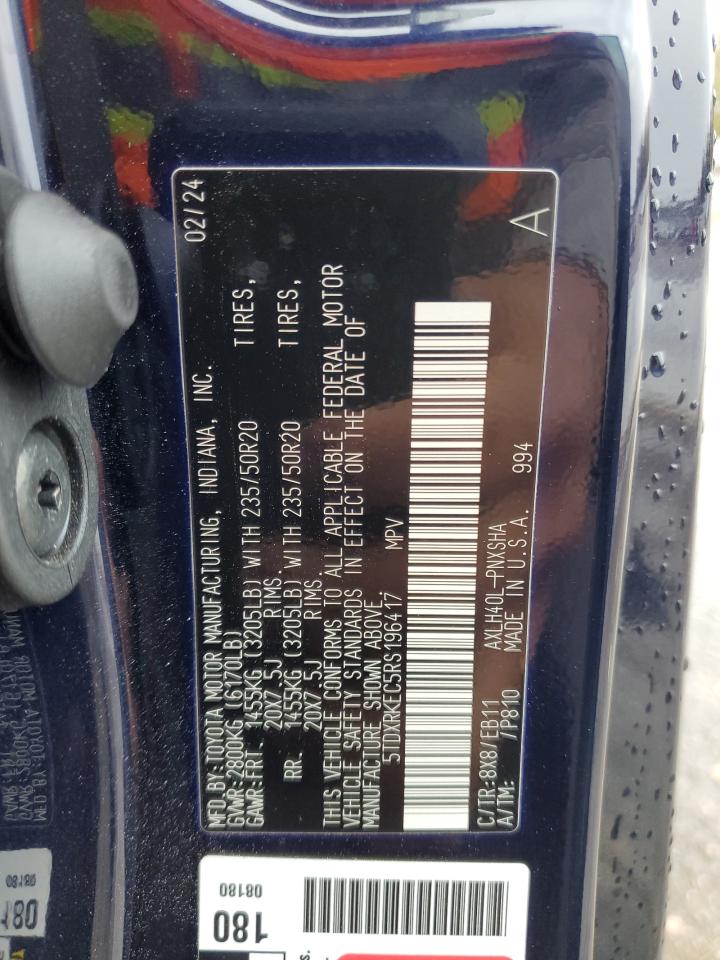 MFD.BY:TOYOTA MOTOR MANUFACTURING, INDIANA, INC. 02/24
GVWR:2800KG (6170LB)
GAWR:FRT. 1455KG (3205LB) WITH 235/50R20 TIRES,
20X7.5J RIMS
RR. 1455KG (3205LB) WITH 235/50R20 TIRES,
20X7.5J RIMS
THIS VEHICLE CONFORMS TO ALL APPLICABLE FEDERAL MOTOR
VEHICLE SAFETY STANDARDS IN EFFECT ON THE DATE OF
MANUFACTURE SHOWN ABOVE.
5TDXRKEC5RS196417 MPV
C/TR:8X8/EB11 AXLH40L-PNXSHA
A/TM: /P810 MADE IN U.S.A. 994
A
180
08180